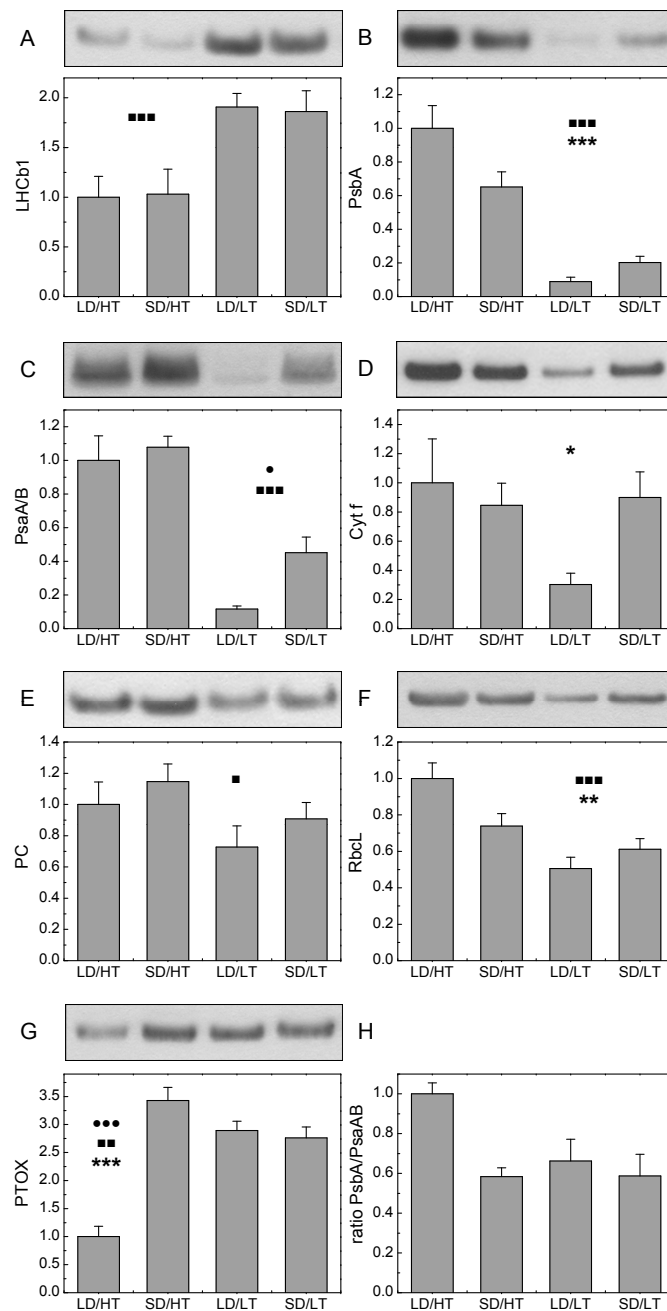 A
LHCb1
2.0
1.5
1.0
0.5
0.0
■■■
LD/HT SD/HT LD/LT SD/LT
B
PsbA
1.0
0.8
0.6
0.4
0.2
0.0
■■■
***
LD/HT SD/HT LD/LT SD/LT
C
PsaA/B
1.0
0.8
0.6
0.4
0.2
0.0
●
■■■
LD/HT SD/HT LD/LT SD/LT
D
Cyt f
1.2
1.0
0.8
0.6
0.4
0.2
0.0
*
LD/HT SD/HT LD/LT SD/LT
E
PC
1.4
1.2
1.0
0.8
0.6
0.4
0.2
0.0
■
LD/HT SD/HT LD/LT SD/LT
F
RbcL
1.0
0.8
0.6
0.4
0.2
0.0
■■■
**
LD/HT SD/HT LD/LT SD/LT
G
PTOX
3.5
3.0
2.5
2.0
1.5
1.0
0.5
0.0
●●●
■■
***
LD/HT SD/HT LD/LT SD/LT
H
ratio PsbA/PsaAB
1.0
0.8
0.6
0.4
0.2
0.0
LD/HT SD/HT LD/LT SD/LT